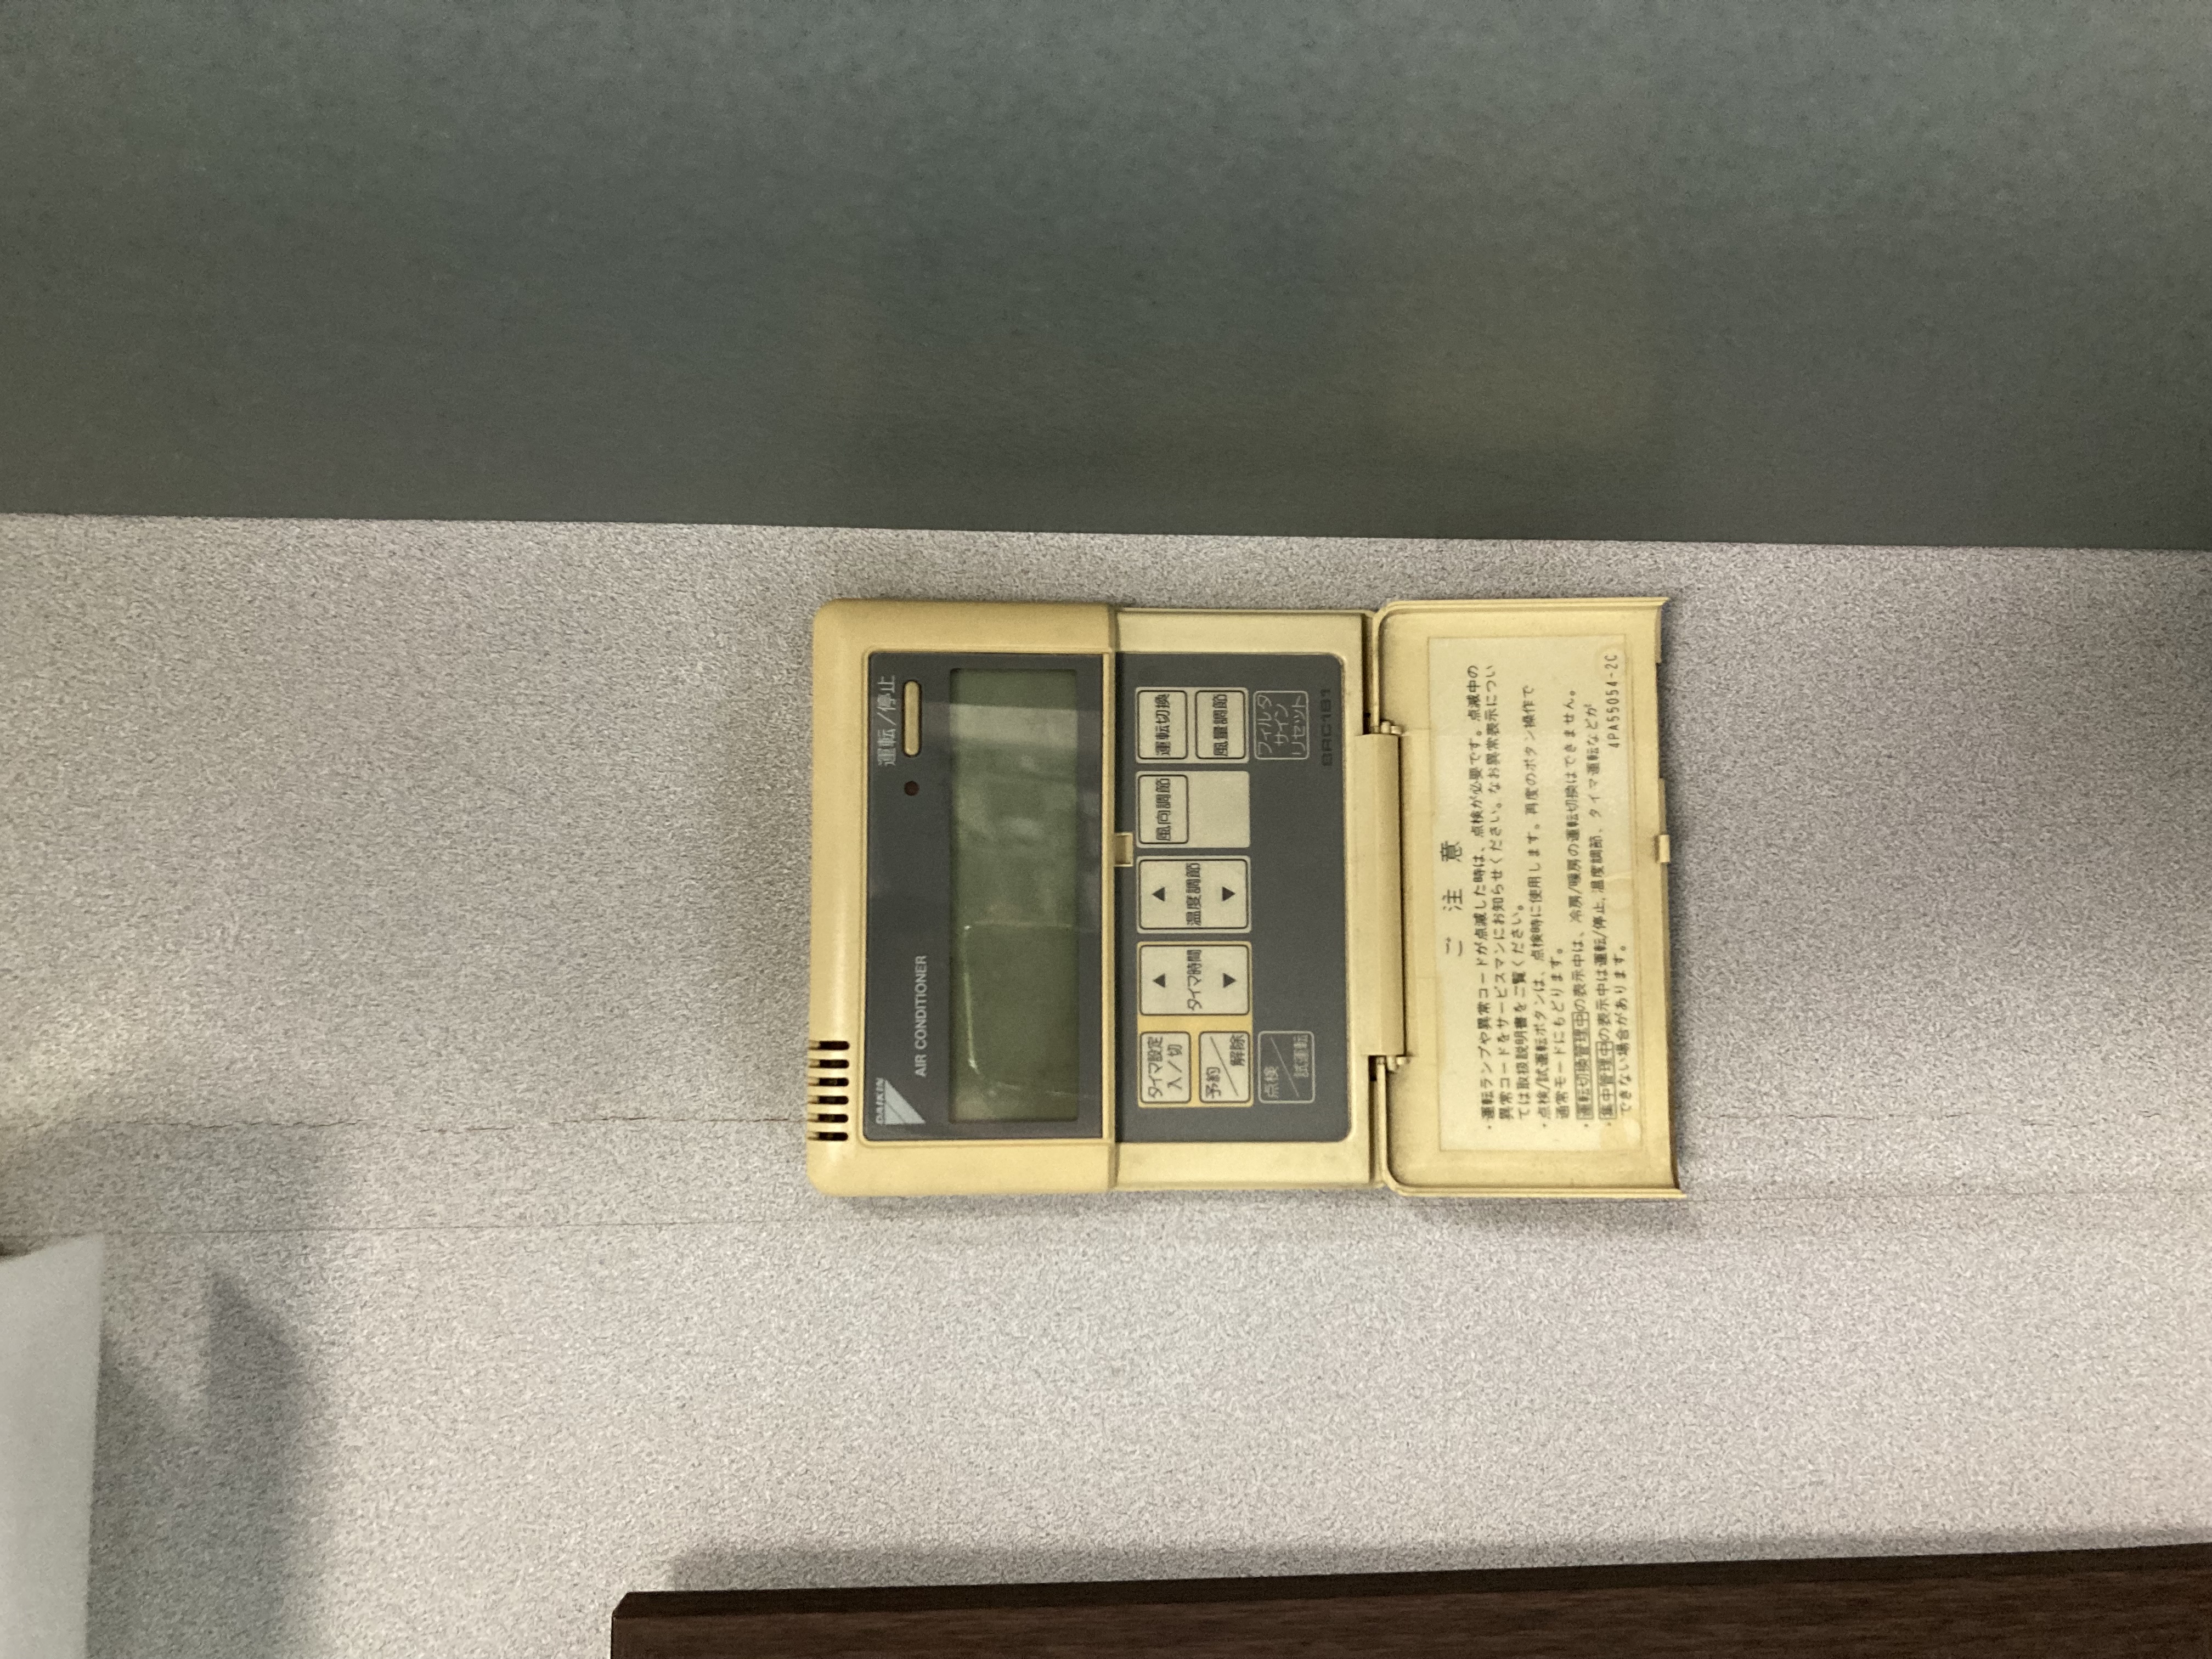 DAIKIN
AIR CONDITIONER
運転/停止
タイマ設定
入/切
タイマ時間
温度調節
風向調節
運転切換
予約/解除
風量調節
点検/試運転
フィルタ
サイン
リセット
BRC1B1
ご注意
・運転ランプや異常コードが点滅した時は、点検が必要です。点滅中の
異常コードをサービスマンにお知らせください。なお異常表示につい
ては取扱説明書をご覧ください。
・点検/試運転ボタンは、点検時に使用します。再度のボタン操作で
通常モードにもどります。
・運転切換管理中の表示中は、冷房/暖房の運転切換はできません。
・集中管理中の表示中は運転/停止、温度調節、タイマ運転などが
できない場合があります。
4PA55054-2C